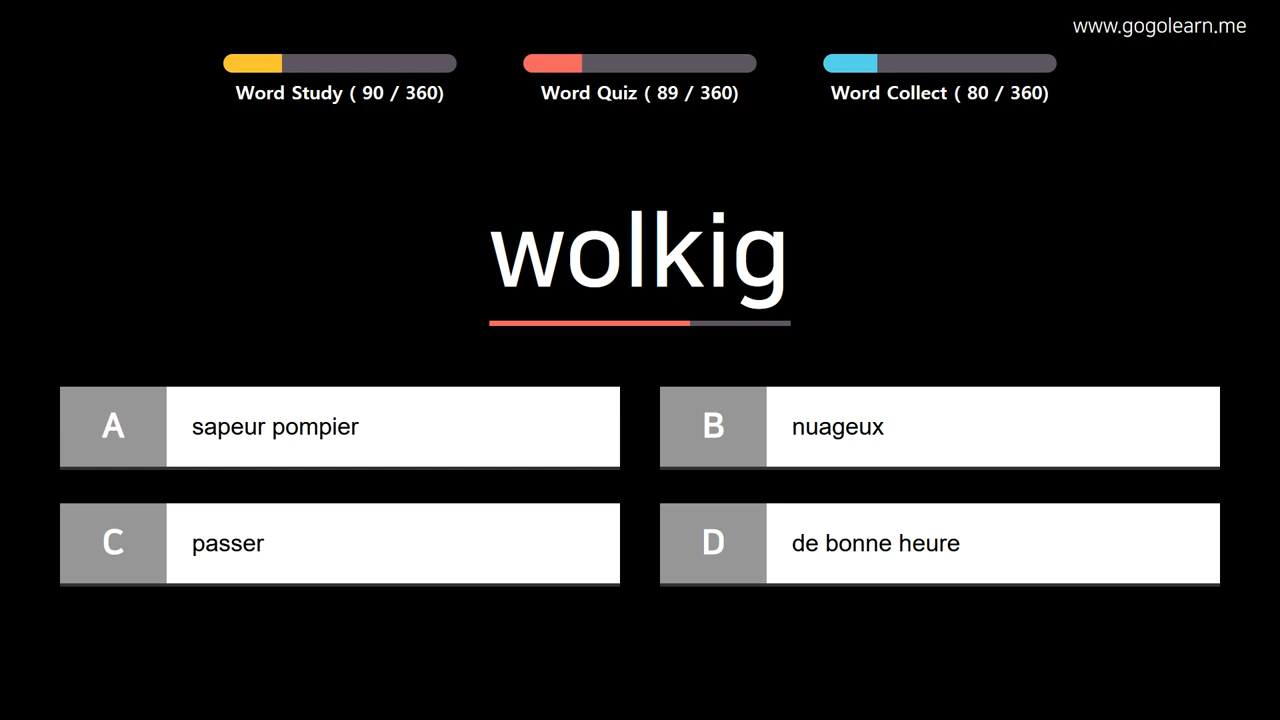 www.gogolearn.me
Word Study ( 90 / 360)
Word Quiz ( 89 / 360)
Word Collect ( 80 / 360)
wolkig
A
sapeur pompier
B
nuageux
C
passer
D
de bonne heure